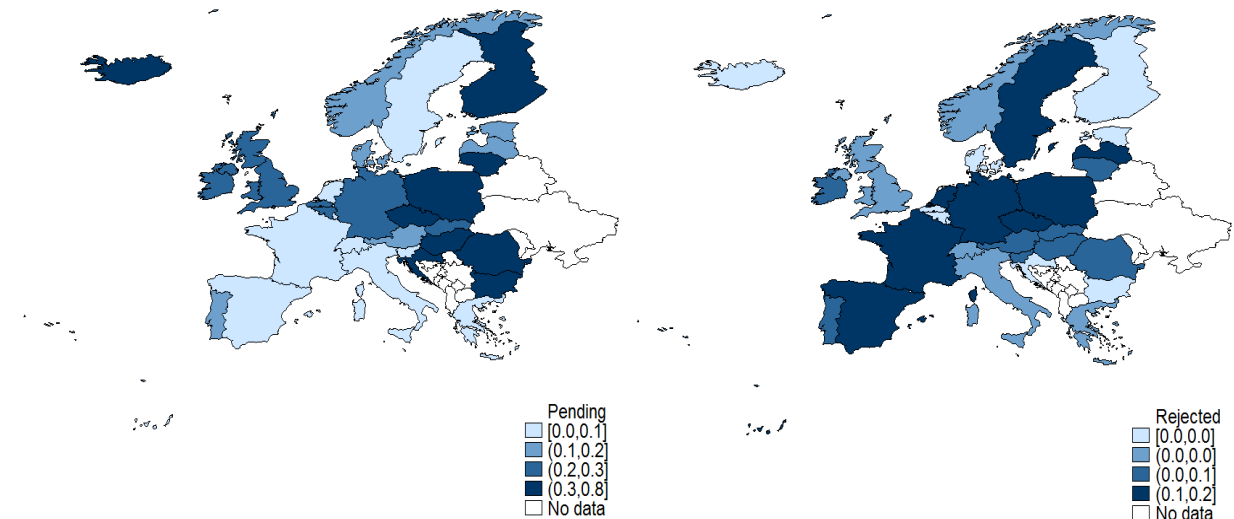 Pending
[0.0,0.1]
(0.1,0.2]
(0.2,0.3]
(0.3,0.8]
No data
Rejected
[0.0,0.0]
(0.0,0.0]
(0.0,0.1]
(0.1,0.2]
No data